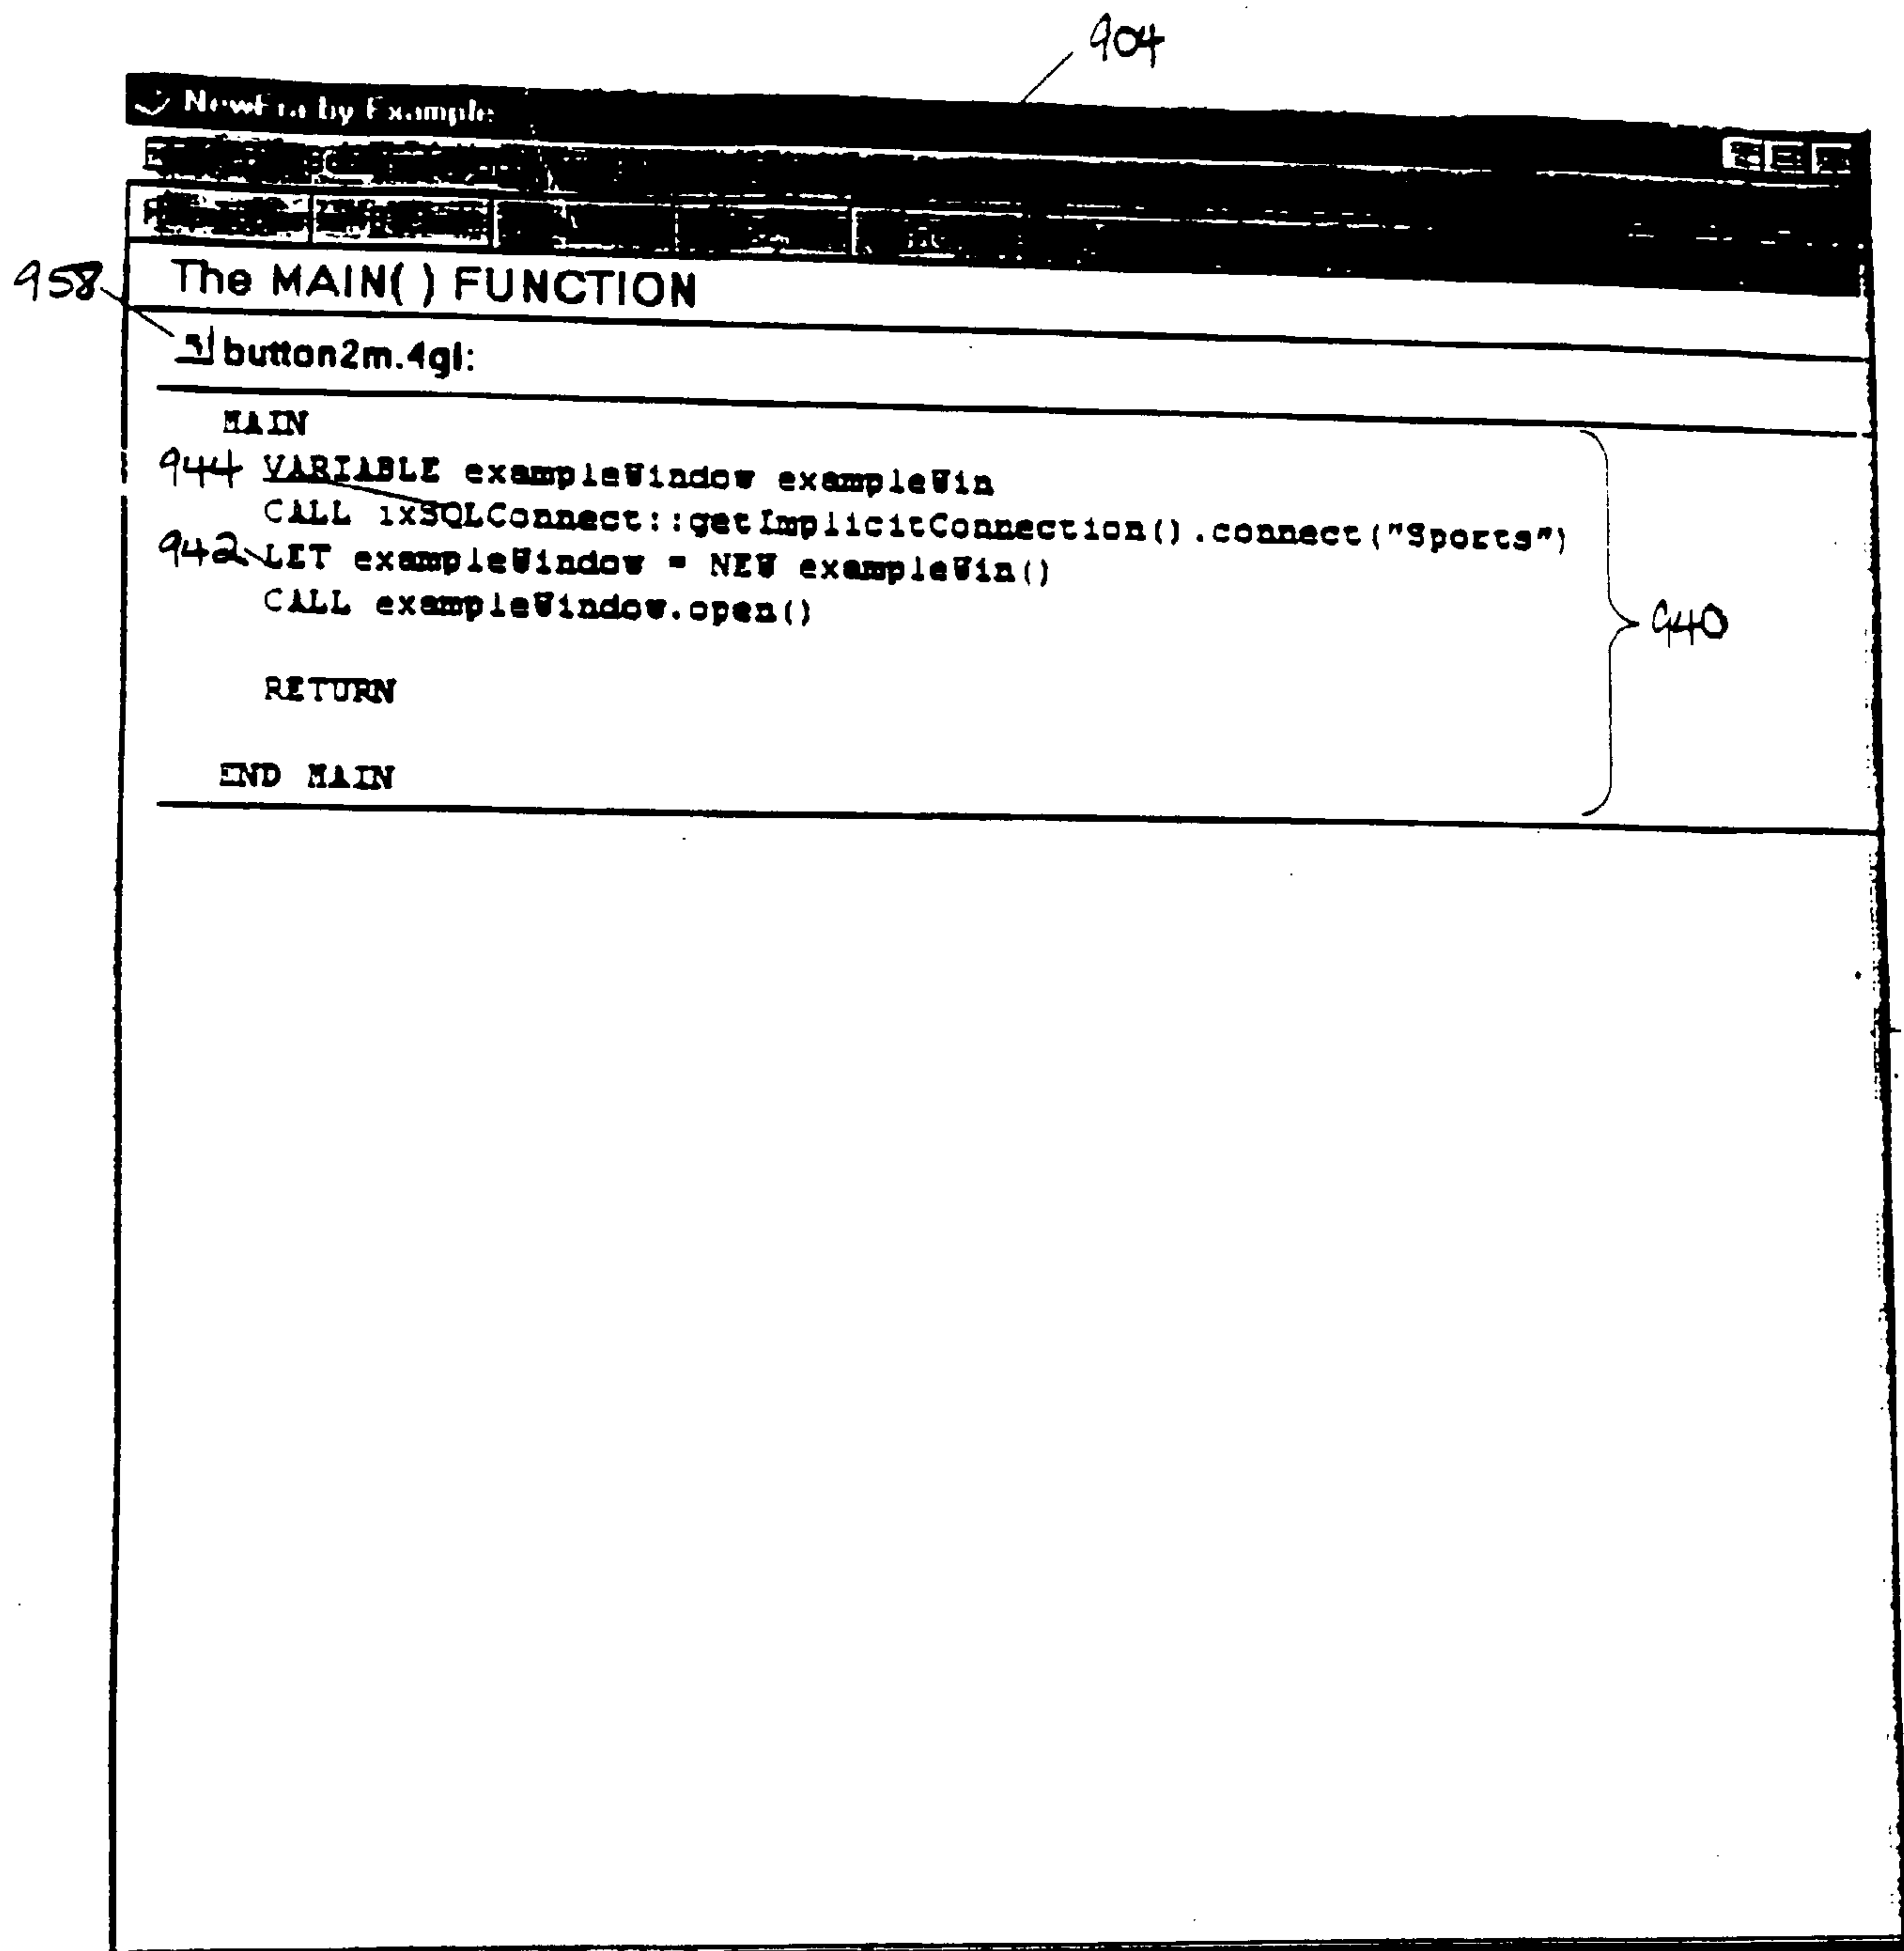 904
NewEra by Example
958
The MAIN( ) FUNCTION
button2m.4gl:
MAIN
944 VARIABLE exampleWindow exampleWin
CALL ixSQLConnect::getImplicitConnection().connect("Sports")
942 LET exampleWindow = NEW exampleWin()
CALL exampleWindow.open()
940
RETURN
END MAIN